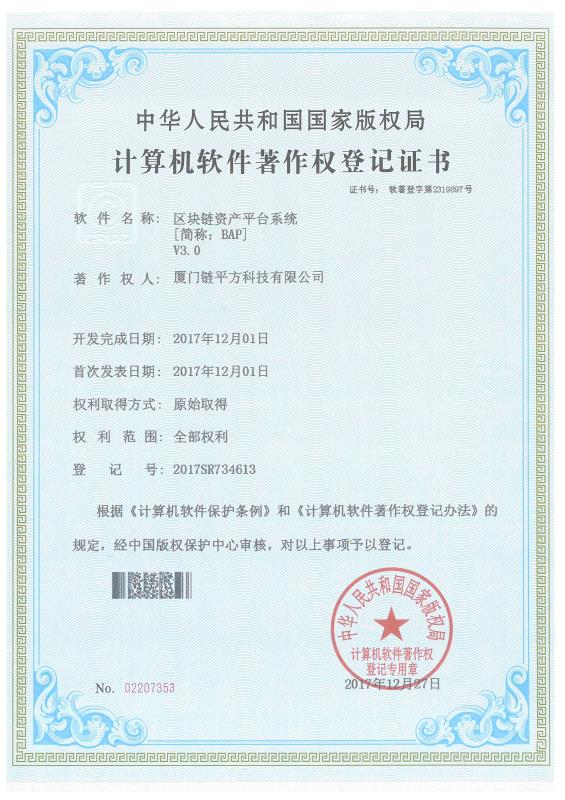 中华人民共和国国家版权局
计算机软件著作权登记证书
证书号： 软著登字第2319897号
软件名称： 区块链资产平台系统
[简称：BAP]
V3.0
著作权人： 厦门链平方科技有限公司
开发完成日期： 2017年12月01日
首次发表日期： 2017年12月01日
权利取得方式： 原始取得
权利范围： 全部权利
登记号： 2017SR734613
根据《计算机软件保护条例》和《计算机软件著作权登记办法》的
规定，经中国版权保护中心审核，对以上事项予以登记。
中华人民共和国国家版权局
计算机软件著作权
登记专用章
No. 02207353
2017年12月27日